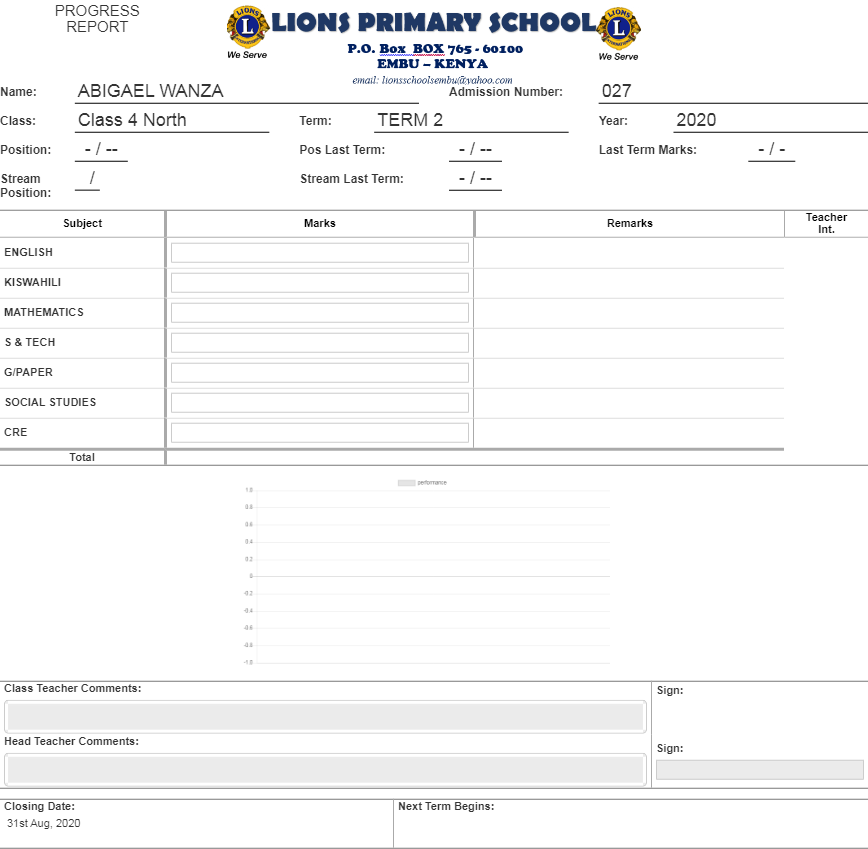 PROGRESS
REPORT
LIONS PRIMARY SCHOOL
LIONS
L
INTERNATIONAL
We Serve
LIONS
L
INTERNATIONAL
We Serve
P.O. Box BOX 765 - 60100
EMBU – KENYA
email: lionsschoolsembu@yahoo.com
Name: ABIGAEL WANZA Admission Number: 027
Class: Class 4 North Term: TERM 2 Year: 2020
Position: - / -- Pos Last Term: - / -- Last Term Marks: - / -
Stream Position: / Stream Last Term: - / --
Subject Marks Remarks Teacher Int.
ENGLISH
KISWAHILI
MATHEMATICS
S & TECH
G/PAPER
SOCIAL STUDIES
CRE
Total
performance
1.0
0.8
0.6
0.4
0.2
0
-0.2
-0.4
-0.6
-0.8
-1.0
Class Teacher Comments: Sign:
Head Teacher Comments: Sign:
Closing Date: Next Term Begins:
31st Aug, 2020